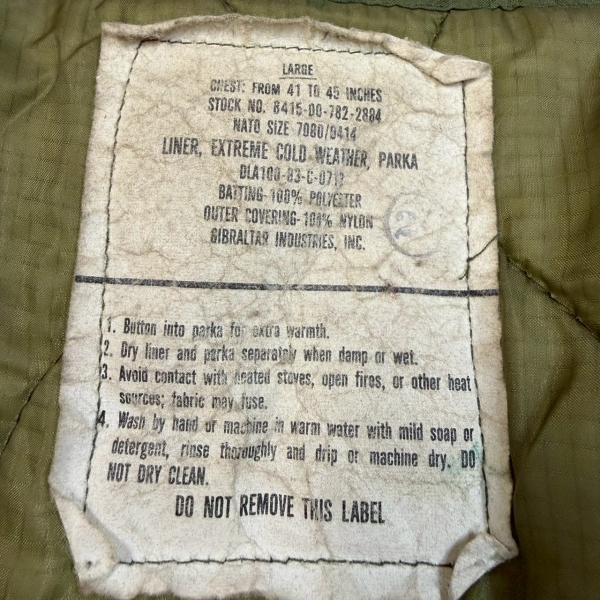 LARGE
CHEST: FROM 41 TO 45 INCHES
STOCK NO. 8415-00-782-2884
NATO SIZE 7080/0414
LINER, EXTREME COLD WEATHER, PARKA
DLA100-83-C-0717
BATTING-100% POLYESTER
OUTER COVERING-100% NYLON
GIBRALTAR INDUSTRIES, INC.
1. Button into parka for extra warmth.
2. Dry liner and parka separately when damp or wet.
3. Avoid contact with heated stoves, open fires, or other heat
sources; fabric may fuse.
4. Wash by hand or machine in warm water with mild soap or
detergent, rinse thoroughly and drip or machine dry. DO
NOT DRY CLEAN.
DO NOT REMOVE THIS LABEL